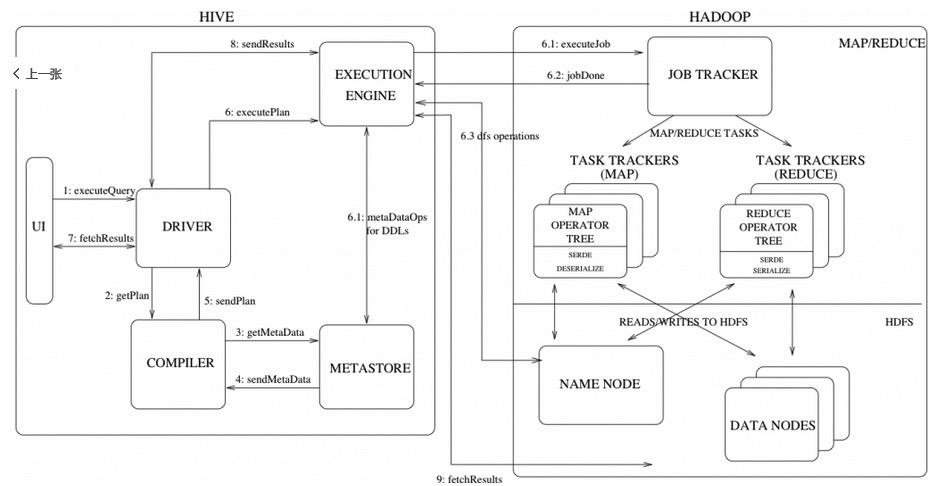 HIVE
HADOOP
8: sendResults
6.1: executeJob
MAP/REDUCE
上一张
EXECUTION
ENGINE
6.2: jobDone
JOB TRACKER
6: executePlan
6.3 dfs operations
MAP/REDUCE TASKS
TASK TRACKERS
(MAP)
TASK TRACKERS
(REDUCE)
1: executeQuery
UI
DRIVER
7: fetchResults
6.1: metaDataOps
for DDLs
MAP
OPERATOR
TREE
SERDE
DESERIALIZE
REDUCE
OPERATOR
TREE
SERDE
SERIALIZE
2: getPlan
5: sendPlan
READS/WRITES TO HDFS
HDFS
3: getMetaData
COMPILER
METASTORE
4: sendMetaData
NAME NODE
DATA NODES
9: fetchResults